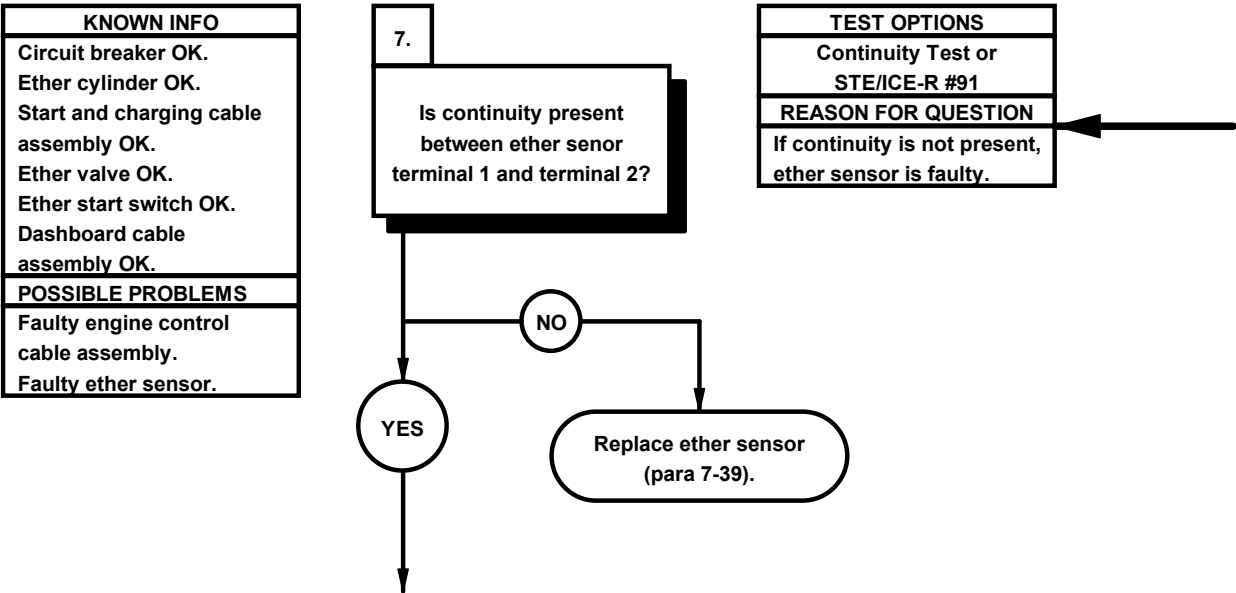 KNOWN INFO
Circuit breaker OK.
Ether cylinder OK.
Start and charging cable
assembly OK.
Ether valve OK.
Ether start switch OK.
Dashboard cable
assembly OK.
POSSIBLE PROBLEMS
Faulty engine control
cable assembly.
Faulty ether sensor.
7.
Is continuity present
between ether senor
terminal 1 and terminal 2?
TEST OPTIONS
Continuity Test or
STE/ICE-R #91
REASON FOR QUESTION
If continuity is not present,
ether sensor is faulty.
NO
YES
Replace ether sensor
(para 7-39).